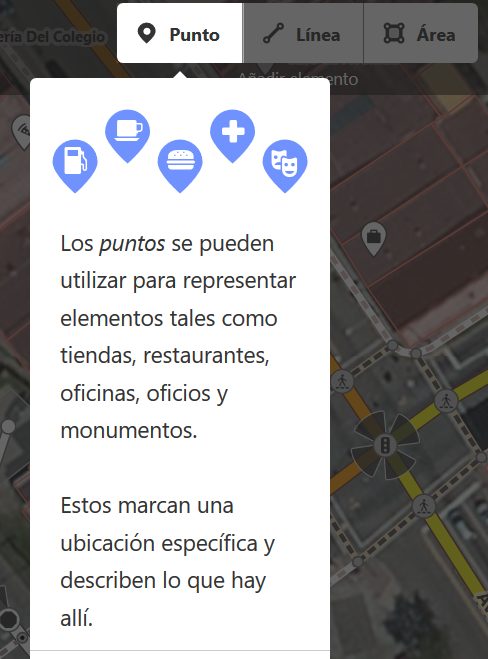 ería Del Colegio
Punto
Línea
Área
Añadir elemento
Los puntos se pueden
utilizar para representar
elementos tales como
tiendas, restaurantes,
oficinas, oficios y
monumentos.
Estos marcan una
ubicación específica y
describen lo que hay
allí.